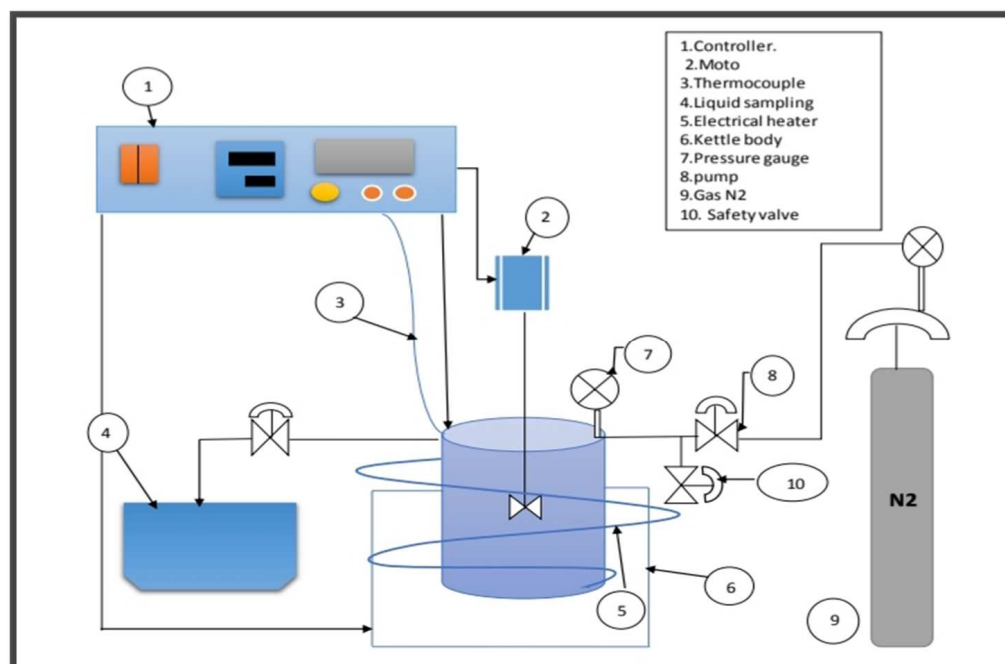 1.Controller.
2.Moto
3.Thermocouple
4.Liquid sampling
5.Electrical heater
6.Kettle body
7.Pressure gauge
8.pump
9.Gas N2
10. Safety valve
1
2
3
7
8
4
10
N2
6
5
9